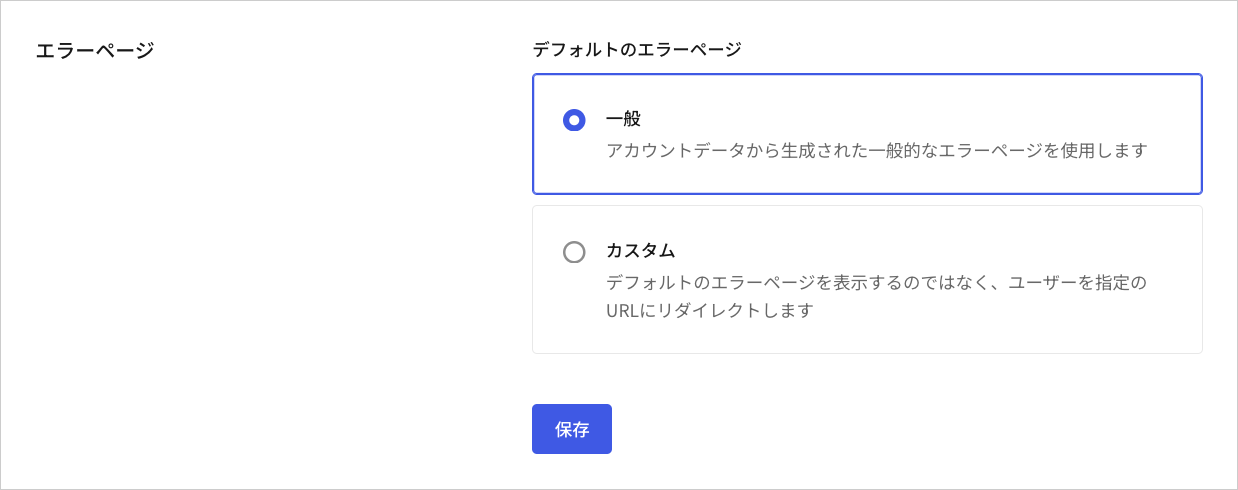 エラーページ
デフォルトのエラーページ
一般
アカウントデータから生成された一般的なエラーページを使用します
カスタム
デフォルトのエラーページを表示するのではなく、ユーザーを指定の
URLにリダイレクトします
保存